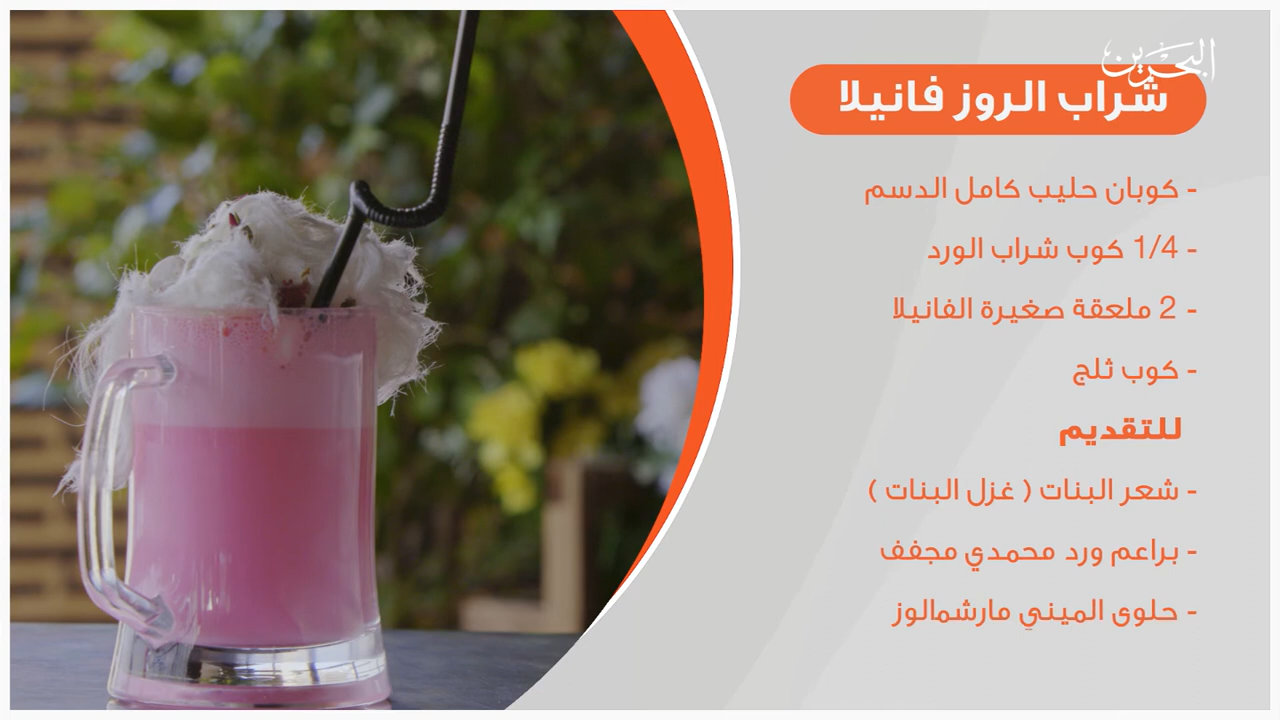 البحرين
شراب الروز فانيلا
- كوبان حليب كامل الدسم
- 1/4 كوب شراب الورد
- 2 ملعقة صغيرة الفانيلا
- كوب ثلج
للتقديم
- شعر البنات ( غزل البنات )
- براعم ورد محمدي مجفف
- حلوى الميني مارشمالوز